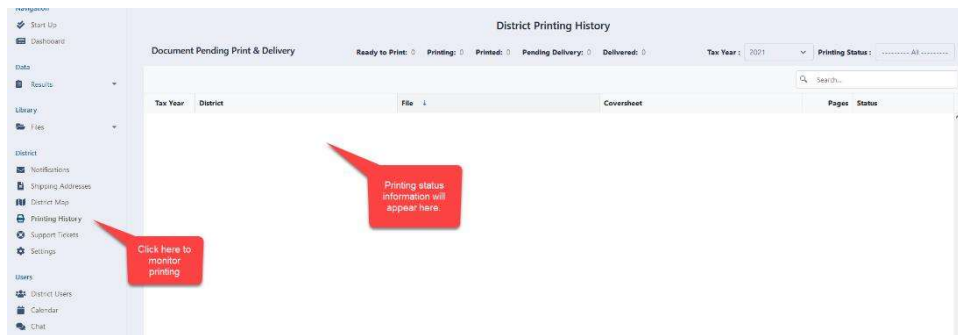 Navigation
Start Up
Dashboard
Data
Results
Library
Files
District
Notifications
Shipping Addresses
District Map
Printing History
Support Tickets
Settings
Users
District Users
Calendar
Chat
District Printing History
Document Pending Print & Delivery
Ready to Print: 0 Printing: 0 Printed: 0 Pending Delivery: 0 Delivered: 0
Tax Year : 2021
Printing Status : --------- All ---------
Search...
Tax Year District File ↓ Coversheet Pages Status
Printing status
information will
appear here.
Click here to
monitor
printing